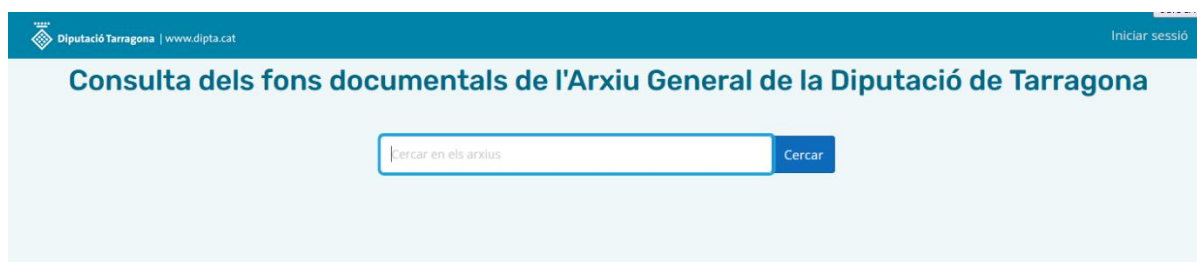 Diputació Tarragona | www.dipta.cat
Iniciar sessió
Consulta dels fons documentals de l'Arxiu General de la Diputació de Tarragona
Cercar en els arxius
Cercar